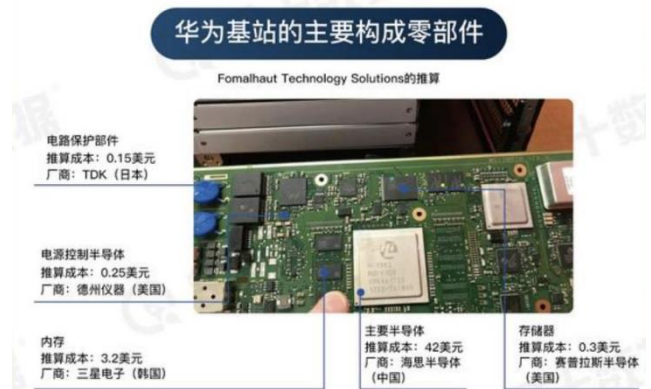 华为基站的主要构成零部件
Fomalhaut Technology Solutions的推算
电路保护部件
推算成本：0.15美元
厂商：TDK（日本）
电源控制半导体
推算成本：0.25美元
厂商：德州仪器（美国）
内存
推算成本：3.2美元
厂商：三星电子（韩国）
主要半导体
推算成本：42美元
厂商：海思半导体
（中国）
存储器
推算成本：0.3美元
厂商：赛普拉斯半导体
（美国）